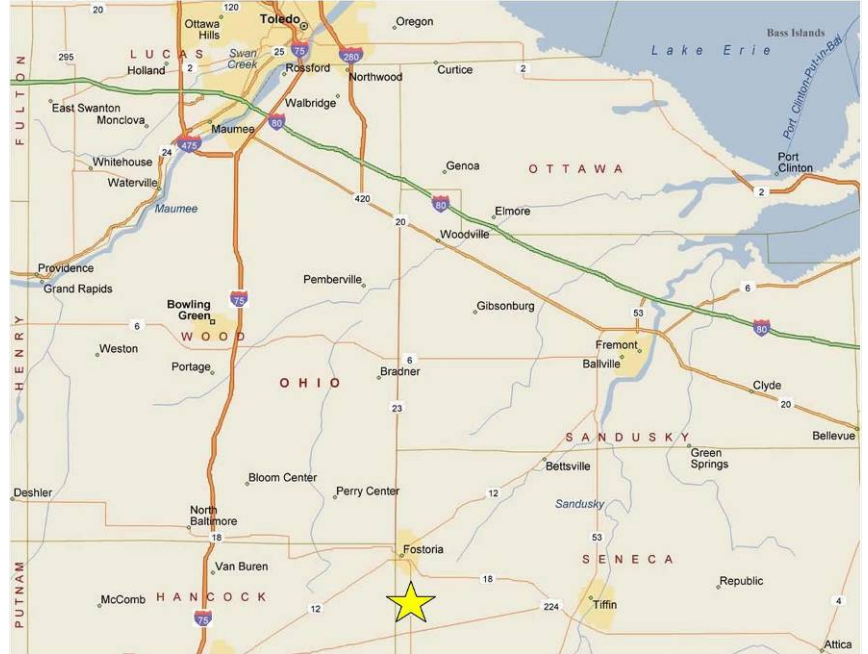 20
120
Ottawa
Hills
Toledo
Oregon
Bass Islands
Lake Erie
LUCAS
295
Holland
2
Swan
Creek
25
75
280
Rossford
Northwood
Curtice
2
Port Clinton-Put-in-Bay
FULTON
East Swanton
Monclova
Walbridge
Maumee
80
475
24
Whitehouse
Waterville
Maumee
Genoa
OTTAWA
Port
Clinton
2
420
80
20
Elmore
Woodville
Providence
Grand Rapids
Pemberville
Bowling
Green
75
Gibsonburg
53
6
80
HENRY
6
WOOD
Weston
Portage
OHIO
6
Bradner
Fremont
Ballville
Clyde
20
23
SANDUSKY
Bellevue
Bettsville
Green
Springs
Deshler
Bloom Center
Perry Center
12
Sandusky
North
Baltimore
18
53
Fostoria
SENECA
PUTNAM
Van Buren
18
Republic
McComb
HANCOCK
12
224
Tiffin
4
75
Attica